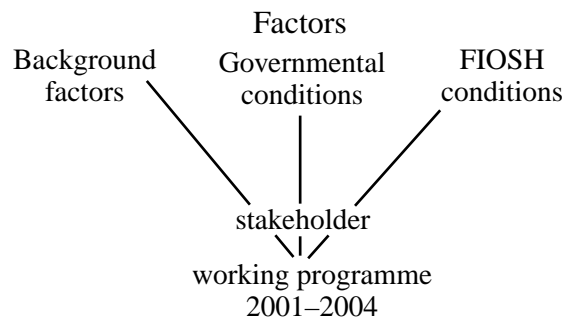 Factors
Background
factors
Governmental
conditions
FIOSH
conditions
stakeholder
working programme
2001–2004